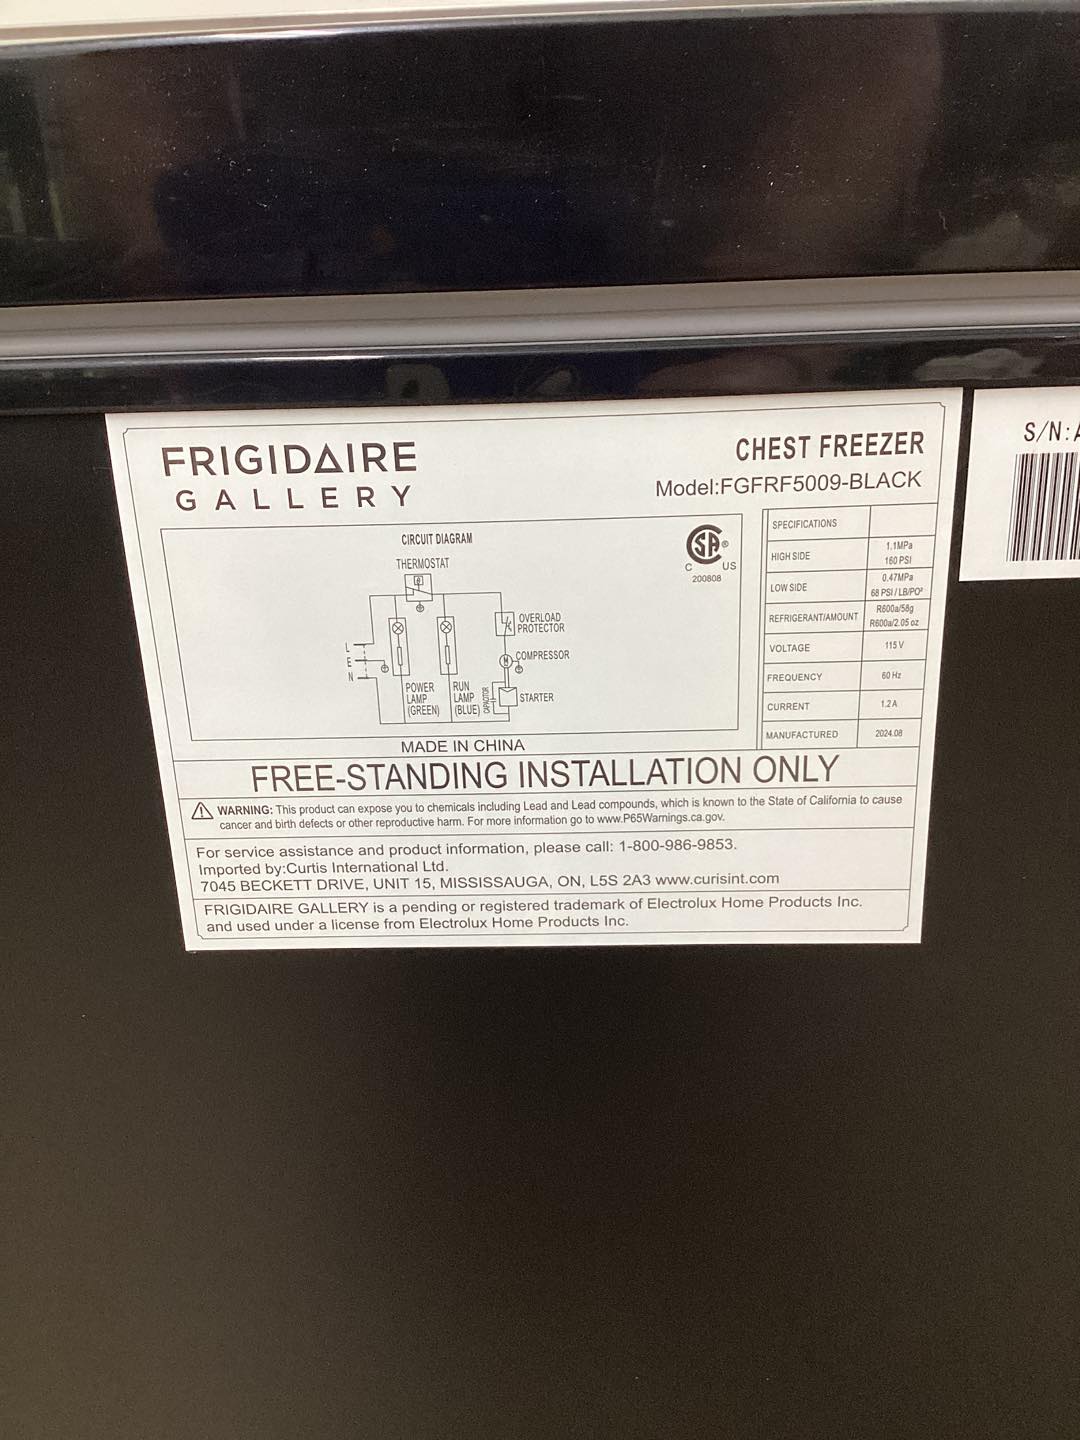 FRIGIDAIRE
GALLERY
CHEST FREEZER
Model:FGFRF5009-BLACK
S/N:A
CIRCUIT DIAGRAM
THERMOSTAT
OVERLOAD
PROTECTOR
L
E
N
M
COMPRESSOR
POWER
LAMP
(GREEN)
RUN
LAMP
(BLUE)
CAPACITOR
STARTER
SA ®
C US
200808
SPECIFICATIONS
HIGH SIDE 1.1MPa
160 PSI
LOW SIDE 0.47MPa
68 PSI / LB/PO²
REFRIGERANT/AMOUNT R600a/58g
R600a/2.05 oz
VOLTAGE 115 V
FREQUENCY 60 Hz
CURRENT 1.2 A
MANUFACTURED 2024.08
MADE IN CHINA
FREE-STANDING INSTALLATION ONLY
WARNING: This product can expose you to chemicals including Lead and Lead compounds, which is known to the State of California to cause
cancer and birth defects or other reproductive harm. For more information go to www.P65Warnings.ca.gov.
For service assistance and product information, please call: 1-800-986-9853.
Imported by:Curtis International Ltd.
7045 BECKETT DRIVE, UNIT 15, MISSISSAUGA, ON, L5S 2A3 www.curisint.com
FRIGIDAIRE GALLERY is a pending or registered trademark of Electrolux Home Products Inc.
and used under a license from Electrolux Home Products Inc.